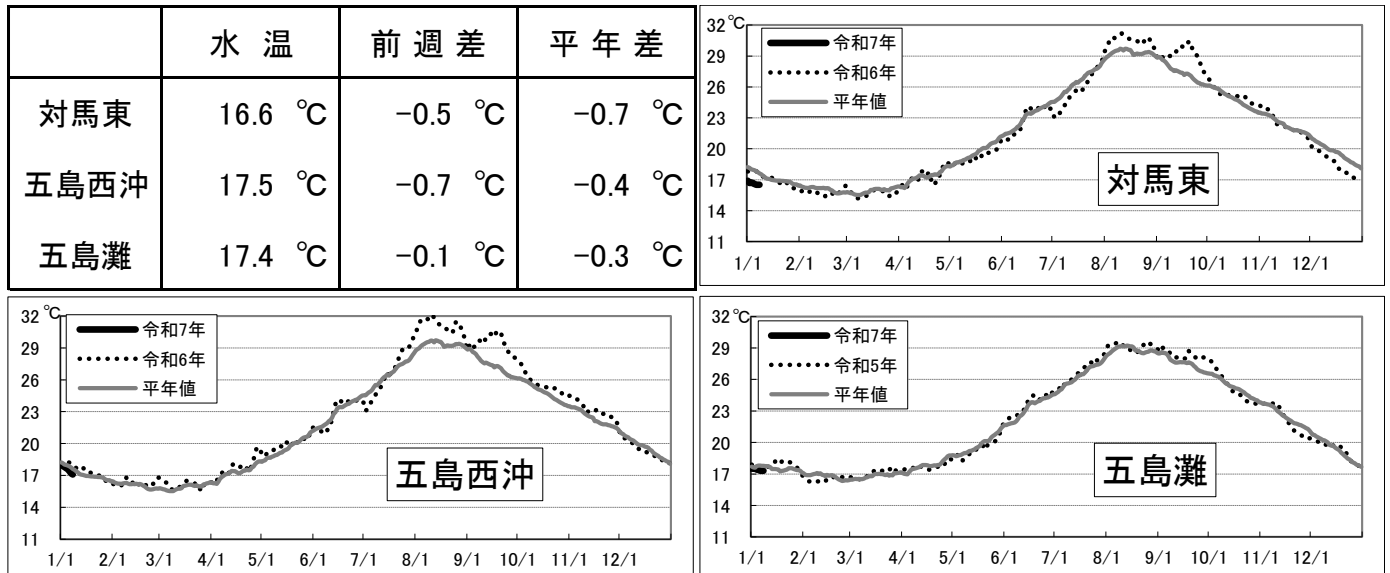 水 温 前 週 差 平 年 差
対馬東 16.6 ℃ −0.5 ℃ −0.7 ℃
五島西沖 17.5 ℃ −0.7 ℃ −0.4 ℃
五島灘 17.4 ℃ −0.1 ℃ −0.3 ℃
℃
32
29
26
23
20
17
14
11
令和7年
令和6年
平年値
対馬東
1/1 2/1 3/1 4/1 5/1 6/1 7/1 8/1 9/1 10/1 11/1 12/1
℃
32
29
26
23
20
17
14
11
令和7年
令和6年
平年値
五島西沖
1/1 2/1 3/1 4/1 5/1 6/1 7/1 8/1 9/1 10/1 11/1 12/1
℃
32
29
26
23
20
17
14
11
令和7年
令和5年
平年値
五島灘
1/1 2/1 3/1 4/1 5/1 6/1 7/1 8/1 9/1 10/1 11/1 12/1